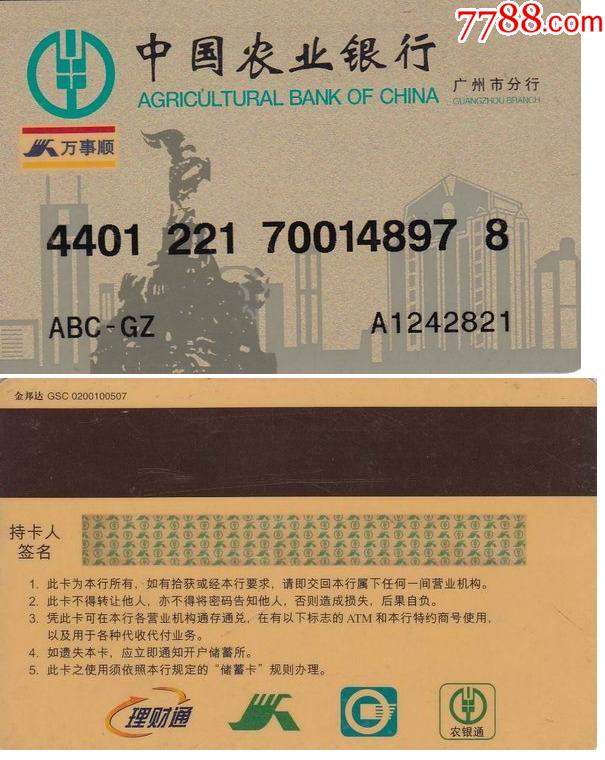 7788.com
中国农业银行
AGRICULTURAL BANK OF CHINA
广州市分行
GUANGZHOU BRANCH
万事顺
4401 221 70014897 8
ABC-GZ
A1242821
金邦达 GSC 0200100507
持卡人
签名
1. 此卡为本行所有，如有拾获或经本行要求，请即交回本行属下任何一间营业机构。
2. 此卡不得转让他人，亦不得将密码告知他人，否则造成损失，后果自负。
3. 凭此卡可在本行各营业机构通存通兑，在有以下标志的 ATM 和本行特约商号使用，
以及用于各种代收代付业务。
4. 如遗失本卡，应立即通知开户储蓄所。
5. 此卡之使用须依照本行规定的“储蓄卡”规则办理。
理财通
农银通